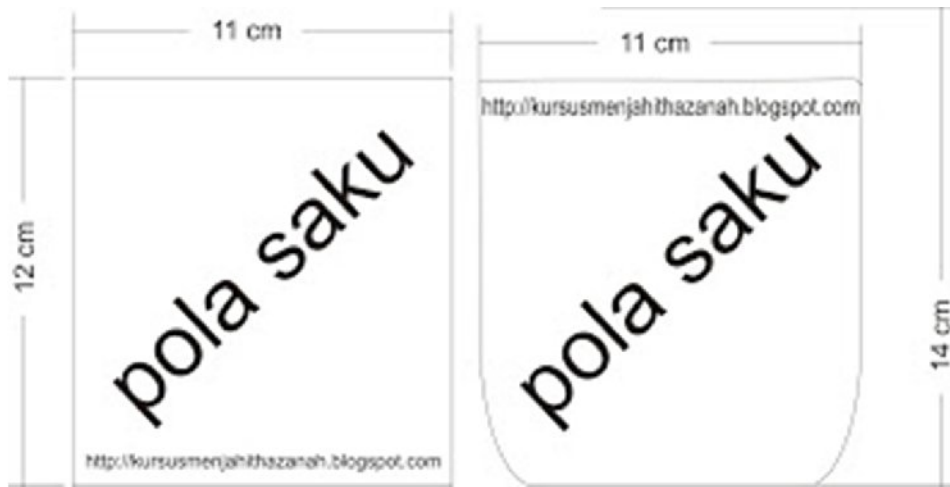 11 cm
12 cm
pola saku
http://kursusmenjahithazanah.blogspot.com
11 cm
http://kursusmenjahithazanah.blogspot.com
pola saku
14 cm